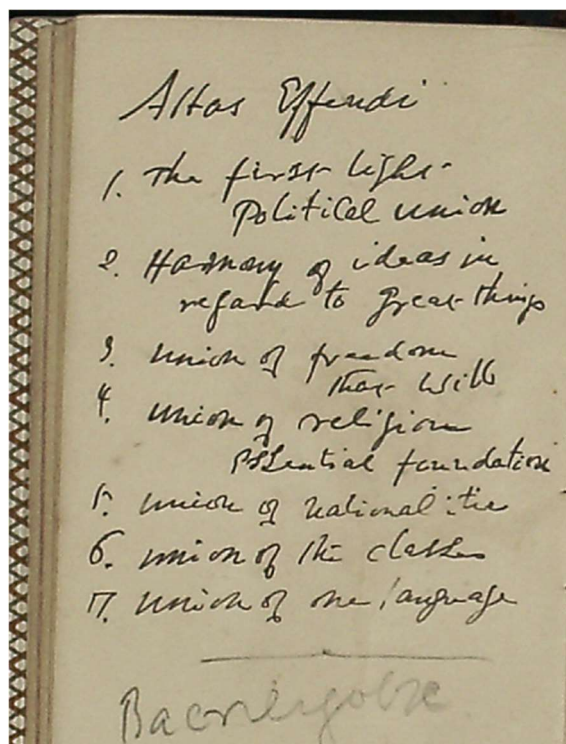 Attas Effendi
1. The first light
Political union
2. Harmony of ideas in
regard to great things
3. Union of freedom
that will
4. Union of religion
essential foundation
5. Union of nationalities
6. Union of the classes
7. Union of one language